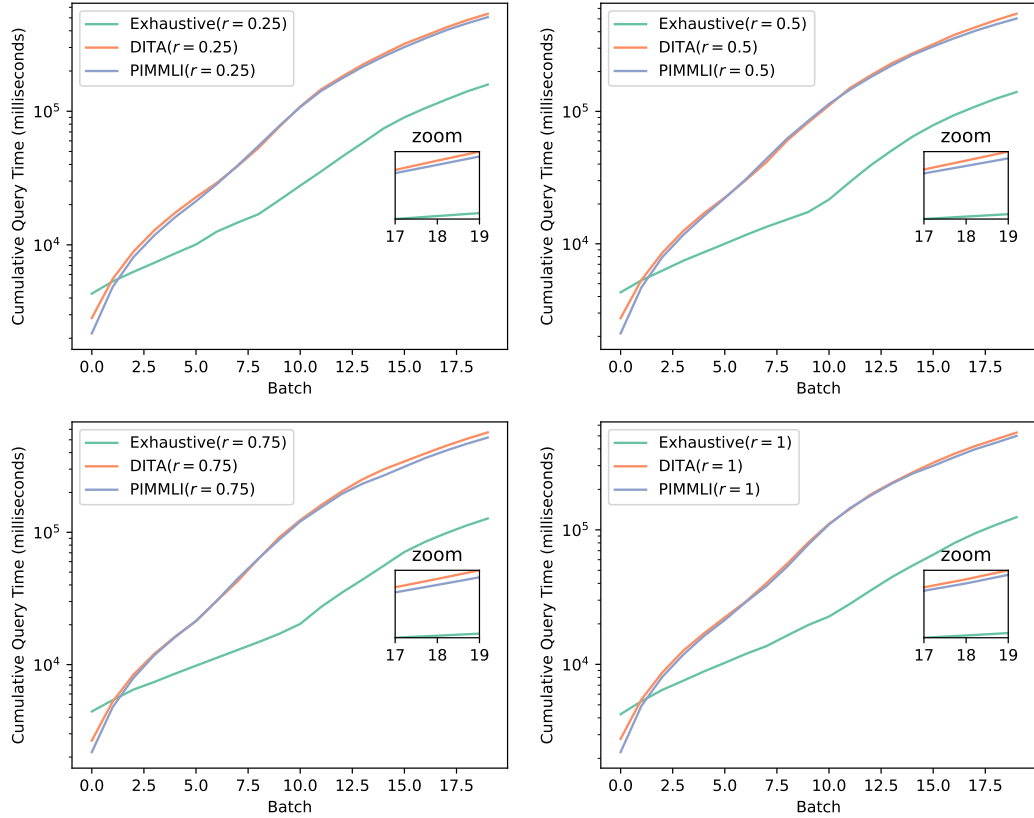 Cumulative Query Time (milliseconds)
10^5
10^4
Exhaustive(r = 0.25)
DITA(r = 0.25)
PIMMLI(r = 0.25)
zoom
17 18 19
0.0 2.5 5.0 7.5 10.0 12.5 15.0 17.5
Batch
Cumulative Query Time (milliseconds)
10^5
10^4
Exhaustive(r = 0.5)
DITA(r = 0.5)
PIMMLI(r = 0.5)
zoom
17 18 19
0.0 2.5 5.0 7.5 10.0 12.5 15.0 17.5
Batch
Cumulative Query Time (milliseconds)
10^5
10^4
Exhaustive(r = 0.75)
DITA(r = 0.75)
PIMMLI(r = 0.75)
zoom
17 18 19
0.0 2.5 5.0 7.5 10.0 12.5 15.0 17.5
Batch
Cumulative Query Time (milliseconds)
10^5
10^4
Exhaustive(r = 1)
DITA(r = 1)
PIMMLI(r = 1)
zoom
17 18 19
0.0 2.5 5.0 7.5 10.0 12.5 15.0 17.5
Batch